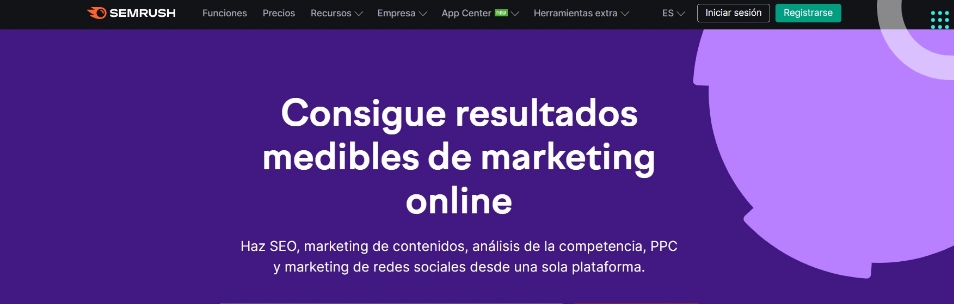 SEMRUSH Funciones Precios Recursos Empresa App Center new Herramientas extra ES Iniciar sesión Registrarse
Consigue resultados
medibles de marketing
online
Haz SEO, marketing de contenidos, análisis de la competencia, PPC
y marketing de redes sociales desde una sola plataforma.